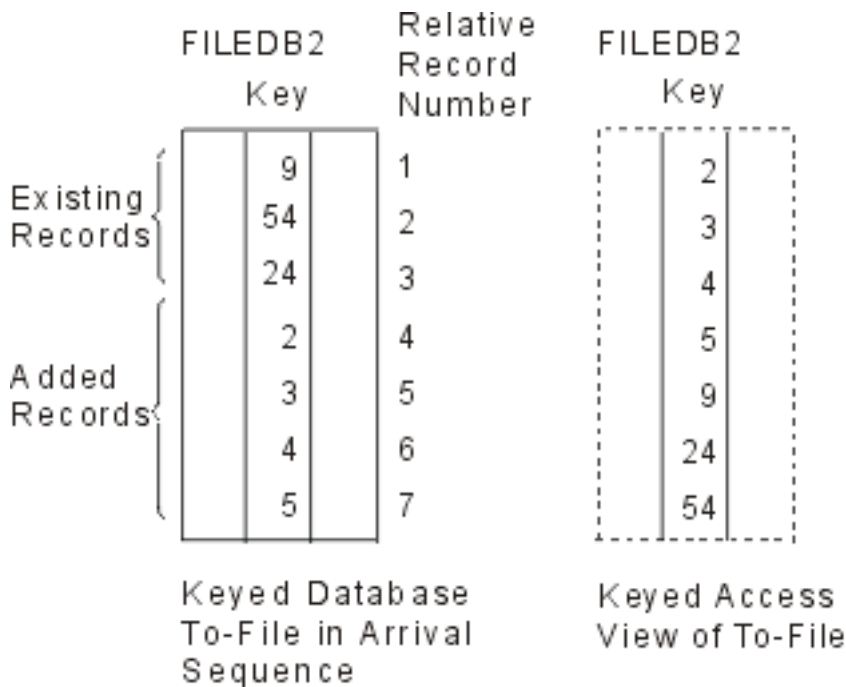 FILEDB2
Key
Relative
Record
Number
Existing
Records
Added
Records
9 1
54 2
24 3
2 4
3 5
4 6
5 7
Keyed Database
To-File in Arrival
Sequence
FILEDB2
Key
2
3
4
5
9
24
54
Keyed Access
View of To-File